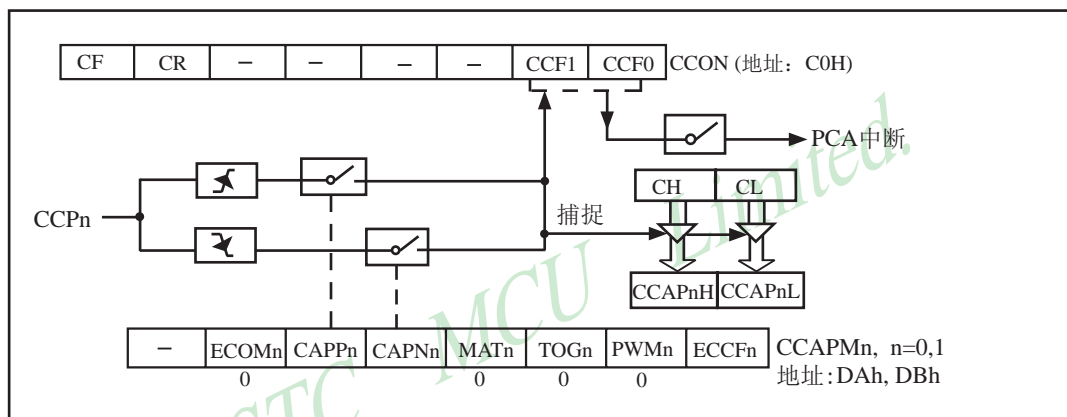 CF CR – – – – CCF1 CCF0 CCON (地址：C0H)
PCA中断
CH CL
CCPn
捕捉
CCAPnH CCAPnL
– ECOMn CAPPn CAPNn MATn TOGn PWMn ECCFn CCAPMn, n=0,1
0 0 0 0
地址:DAh, DBh
STC MCU Limited.